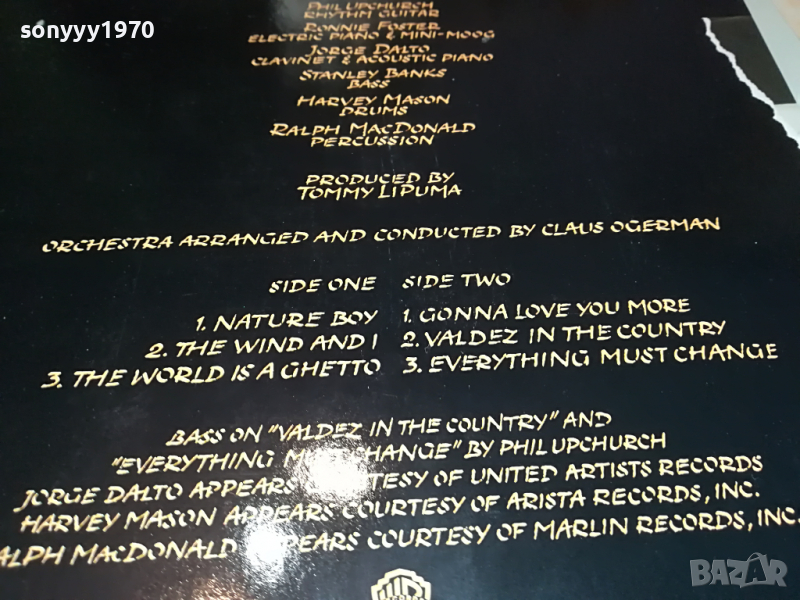 sonyyy1970
PHIL UPCHURCH
RHYTHM GUITAR
RONNIE FOSTER
ELECTRIC PIANO & MINI-MOOG
JORGE DALTO
CLAVINET & ACOUSTIC PIANO
STANLEY BANKS
BASS
HARVEY MASON
DRUMS
RALPH MACDONALD
PERCUSSION
PRODUCED BY
TOMMY LIPUMA
ORCHESTRA ARRANGED AND CONDUCTED BY CLAUS OGERMAN
SIDE ONE SIDE TWO
1. NATURE BOY 1. GONNA LOVE YOU MORE
2. THE WIND AND I 2. VALDEZ IN THE COUNTRY
3. THE WORLD IS A GHETTO 3. EVERYTHING MUST CHANGE
BASS ON "VALDEZ IN THE COUNTRY" AND
"EVERYTHING MUST CHANGE" BY PHIL UPCHURCH
JORGE DALTO APPEARS COURTESY OF UNITED ARTISTS RECORDS
HARVEY MASON APPEARS COURTESY OF ARISTA RECORDS, INC.
ALPH MACDONALD APPEARS COURTESY OF MARLIN RECORDS, INC.
BAZAR